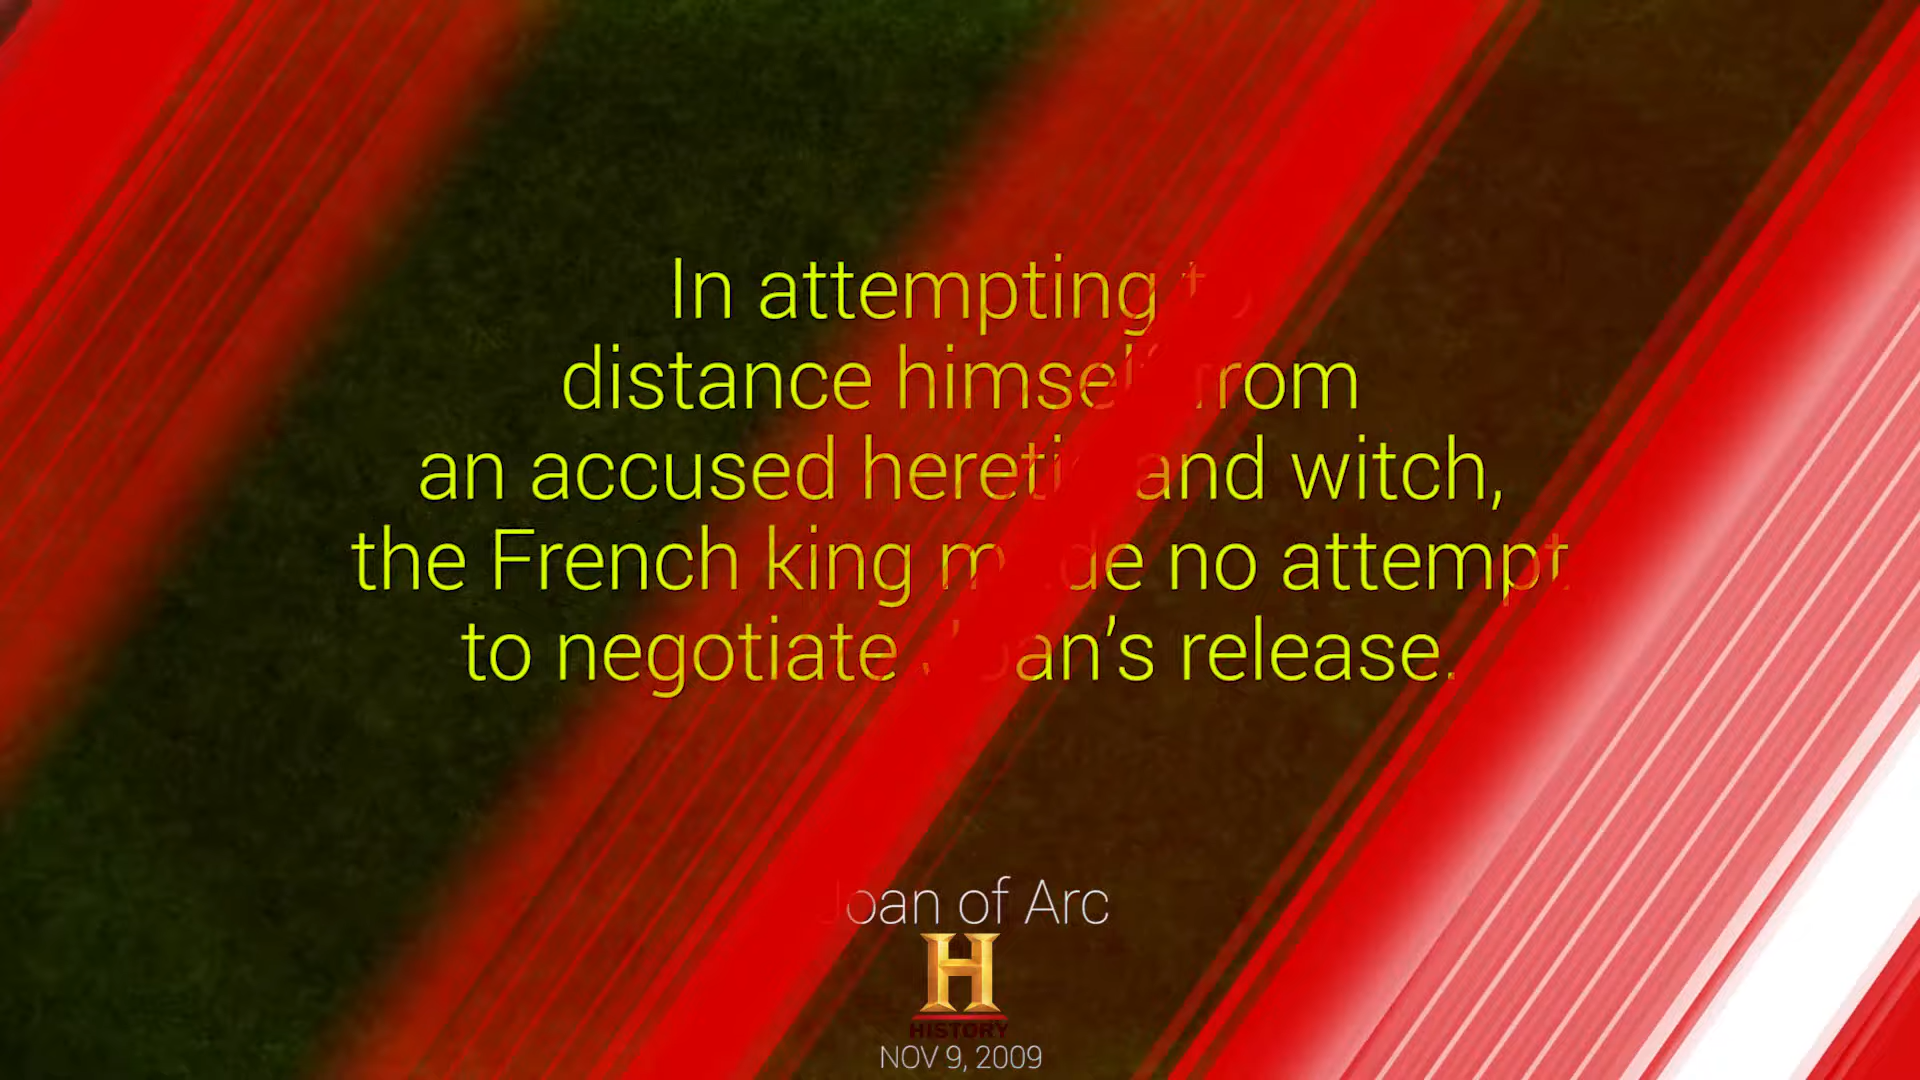 In attempting to
distance himself from
an accused heretic and witch,
the French king made no attempt
to negotiate Joan’s release.
Joan of Arc
H
HISTORY
NOV 9, 2009